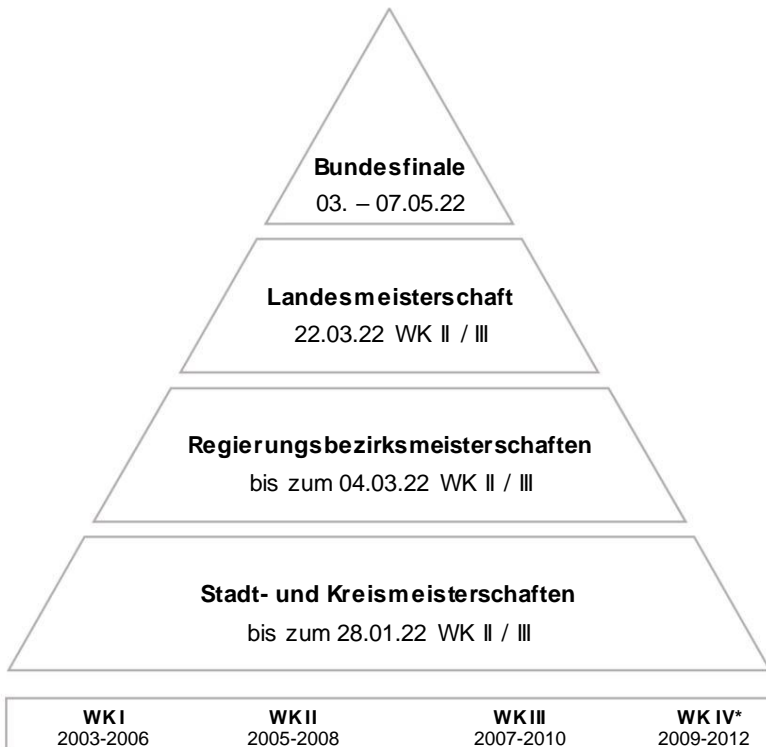 Bundesfinale
03. – 07.05.22
Landesmeisterschaft
22.03.22 WK II / III
Regierungsbezirksmeisterschaften
bis zum 04.03.22 WK II / III
Stadt- und Kreismeisterschaften
bis zum 28.01.22 WK II / III
WK I WK II WK III WK IV*
2003-2006 2005-2008 2007-2010 2009-2012